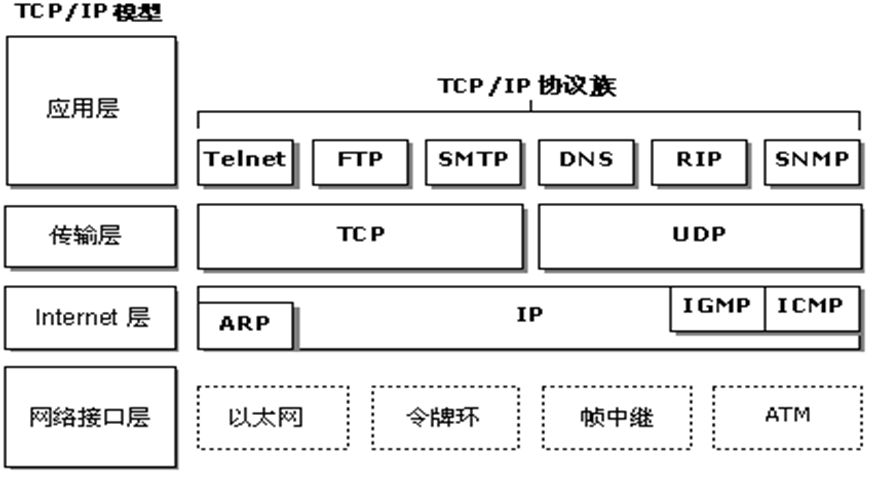 TCP/IP 模型
TCP/IP 协议族
应用层
Telnet FTP SMTP DNS RIP SNMP
传输层 TCP UDP
Internet 层 ARP IP IGMP ICMP
网络接口层 以太网 令牌环 帧中继 ATM